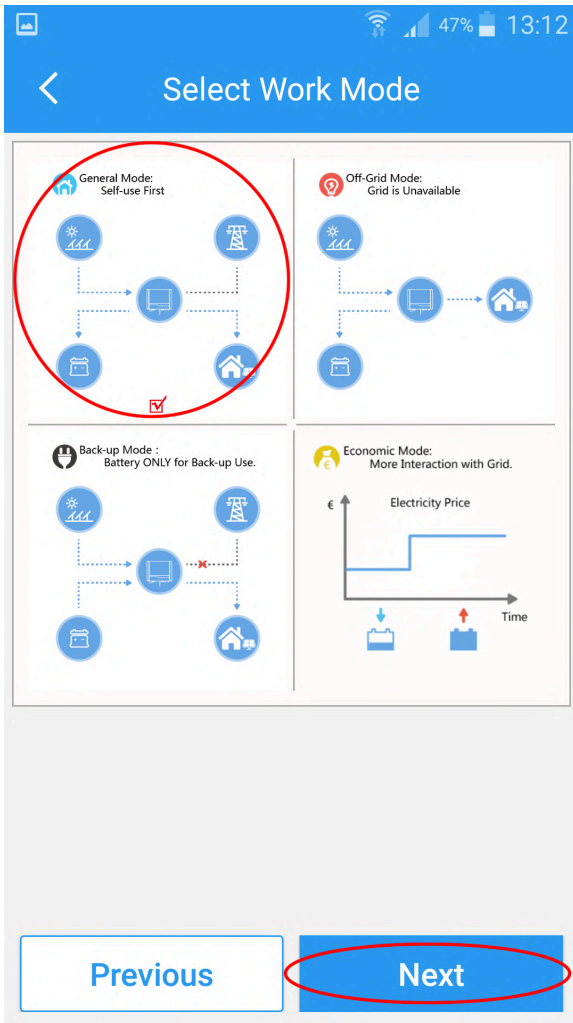 47% 13:12
Select Work Mode
General Mode:
Self-use First
Off-Grid Mode:
Grid is Unavailable
Back-up Mode :
Battery ONLY for Back-up Use.
Economic Mode:
More Interaction with Grid.
€
Electricity Price
€
Time
Previous
Next